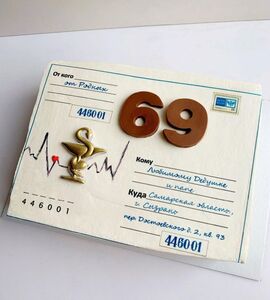 От кого
от Родных
446001
69
Кому
Любимому Дедушке
и папе
Куда Самарская область,
г. Сызрань
пер. Достоевского д. 2, кв. 93
446001
446001